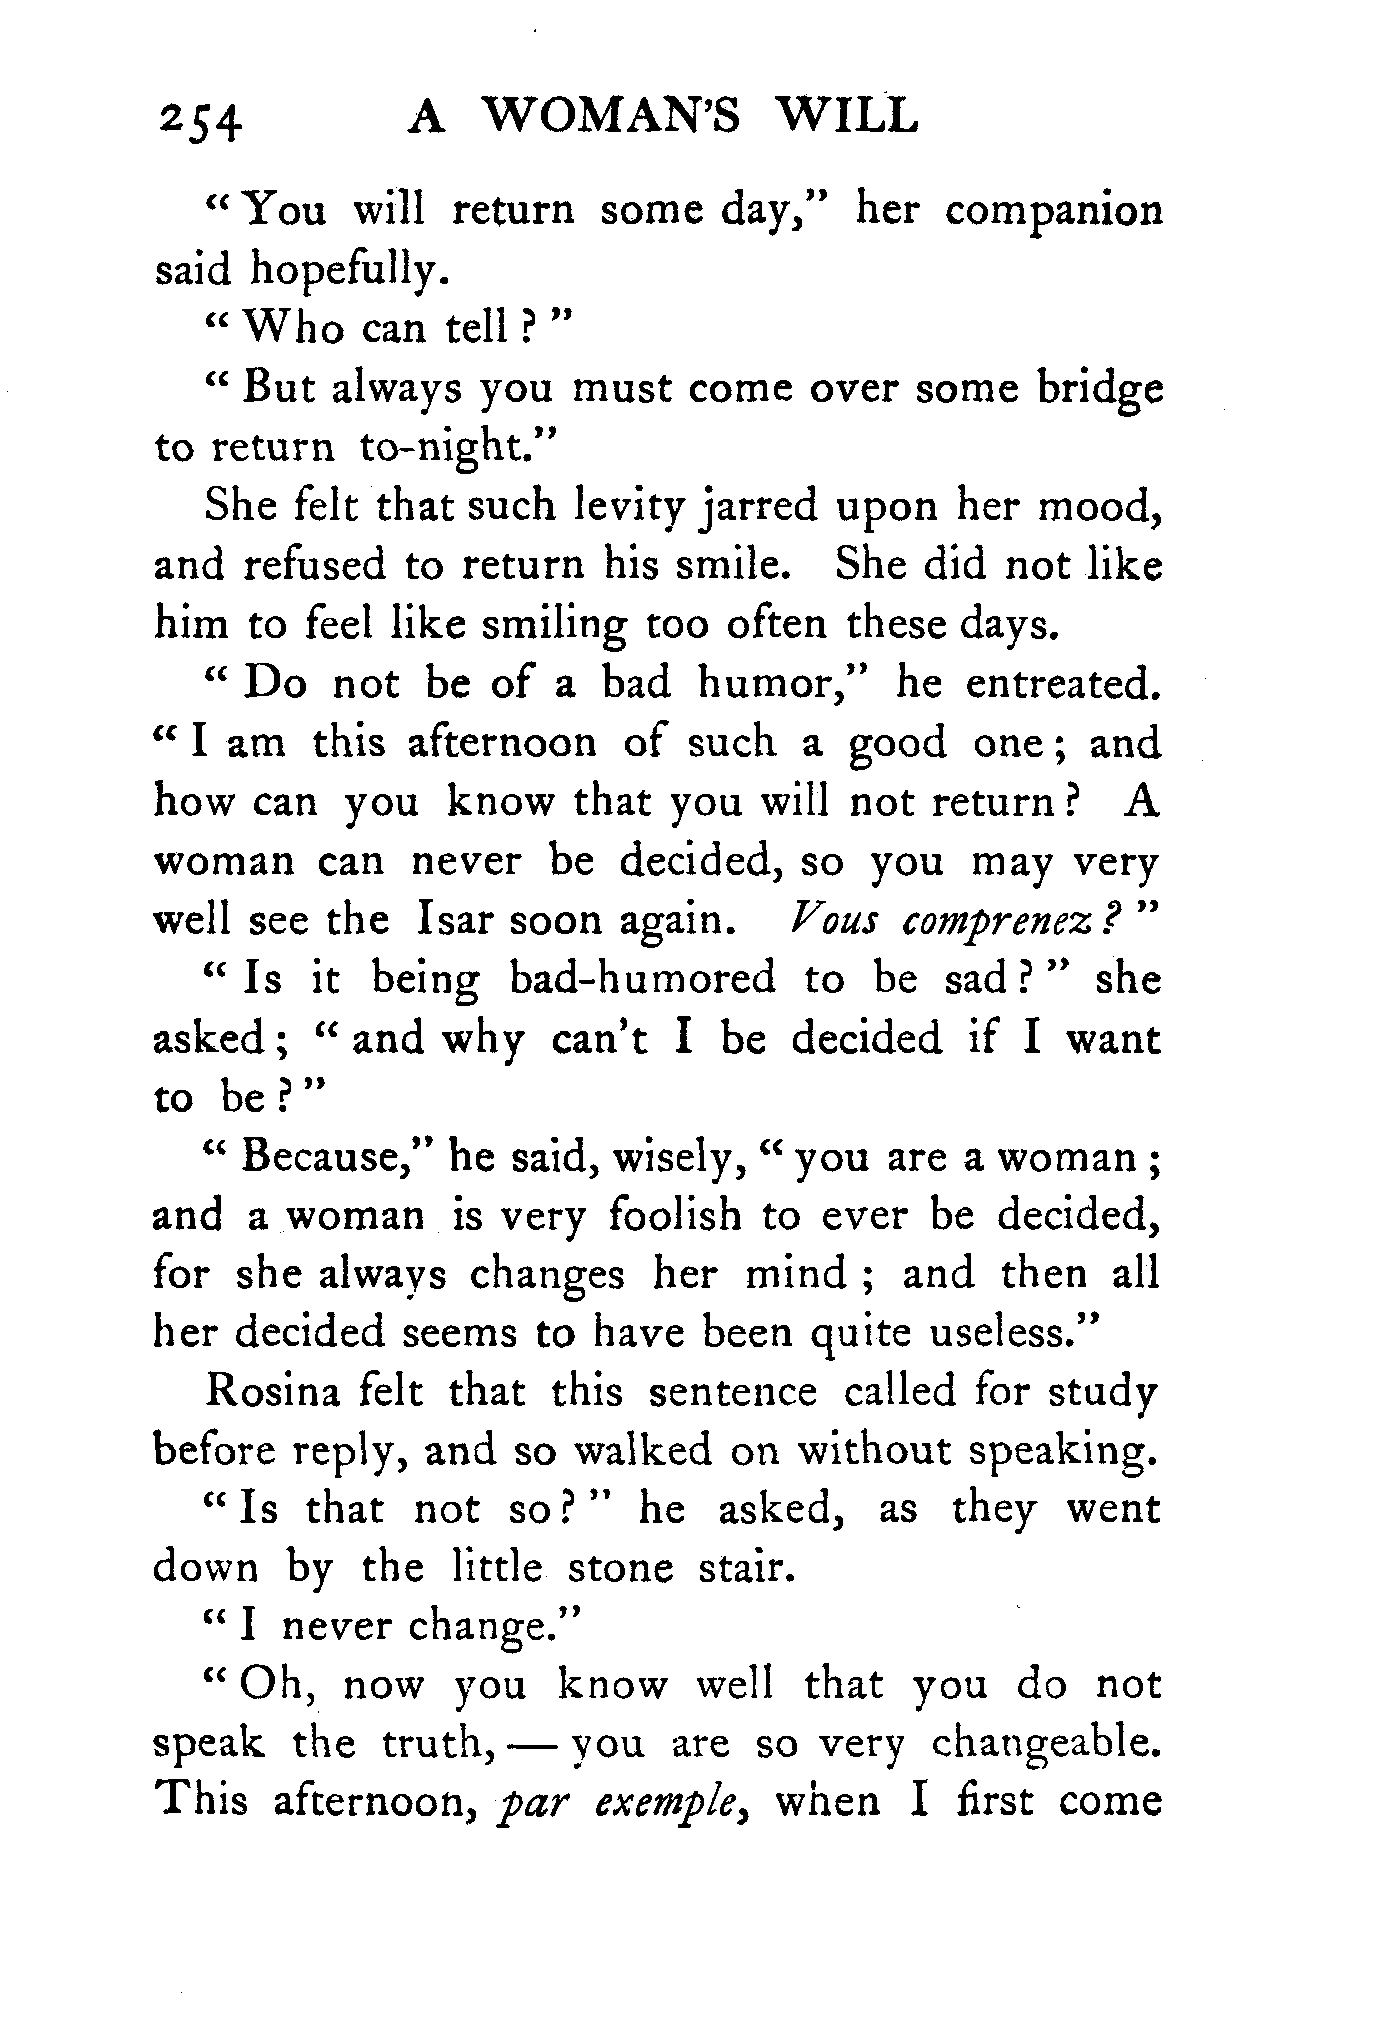 254 A WOMAN'S WILL
“ You will return some day,” her companion
said hopefully.
“ Who can tell ? ”
“ But always you must come over some bridge
to return to-night.”
She felt that such levity jarred upon her mood,
and refused to return his smile. She did not like
him to feel like smiling too often these days.
“ Do not be of a bad humor,” he entreated.
“ I am this afternoon of such a good one ; and
how can you know that you will not return ? A
woman can never be decided, so you may very
well see the Isar soon again. Vous comprenez ? ”
“ Is it being bad-humored to be sad ? ” she
asked ; “ and why can't I be decided if I want
to be ? ”
“ Because,” he said, wisely, “ you are a woman ;
and a woman is very foolish to ever be decided,
for she always changes her mind ; and then all
her decided seems to have been quite useless.”
Rosina felt that this sentence called for study
before reply, and so walked on without speaking.
“ Is that not so ? ” he asked, as they went
down by the little stone stair.
“ I never change.”
“ Oh, now you know well that you do not
speak the truth, — you are so very changeable.
This afternoon, par exemple, when I first come